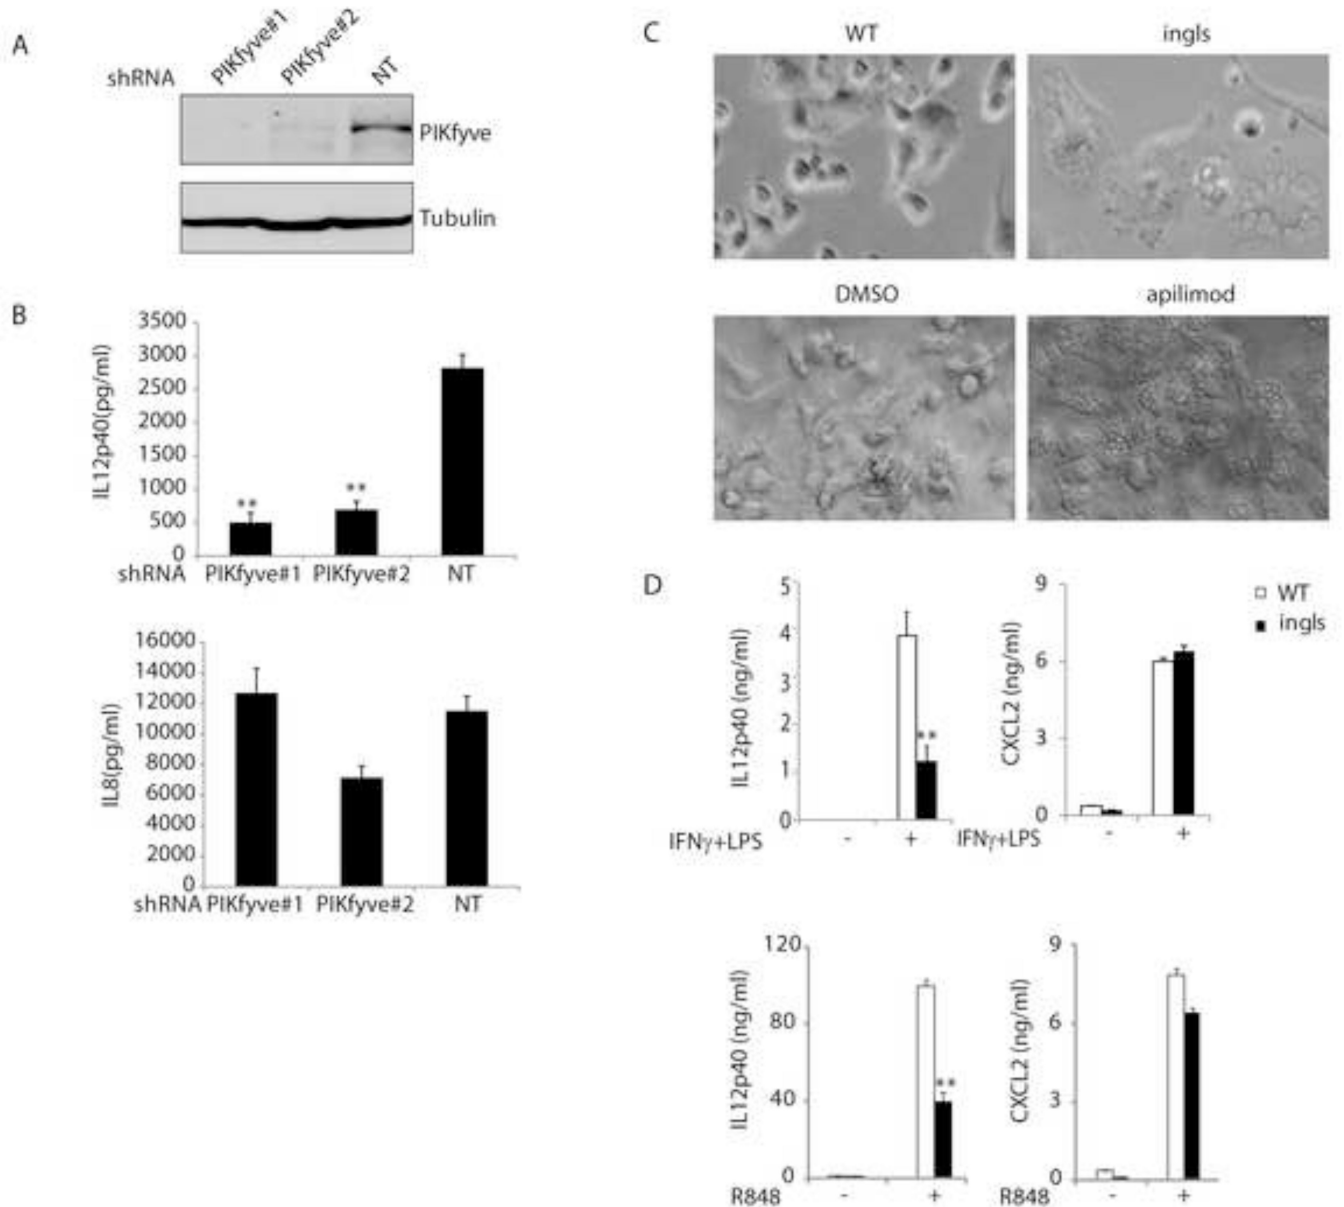 A
shRNA
PIKfyve#1
PIKfyve#2
NT
PIKfyve
Tubulin
B
IL12p40(pg/ml)
3500
3000
2500
2000
1500
1000
500
0
** **
shRNA PIKfyve#1 PIKfyve#2 NT
IL8(pg/ml)
16000
14000
12000
10000
8000
6000
4000
2000
0
shRNA PIKfyve#1 PIKfyve#2 NT
C
WT ingls
DMSO apilimod
D
IL12p40 (ng/ml)
5
4
3
2
1
0
**
IFNγ+LPS - +
CXCL2 (ng/ml)
9
6
3
0
IFNγ+LPS - +
WT
ingls
IL12p40 (ng/ml)
120
80
40
0
**
R848 - +
CXCL2 (ng/ml)
9
6
3
0
R848 - +